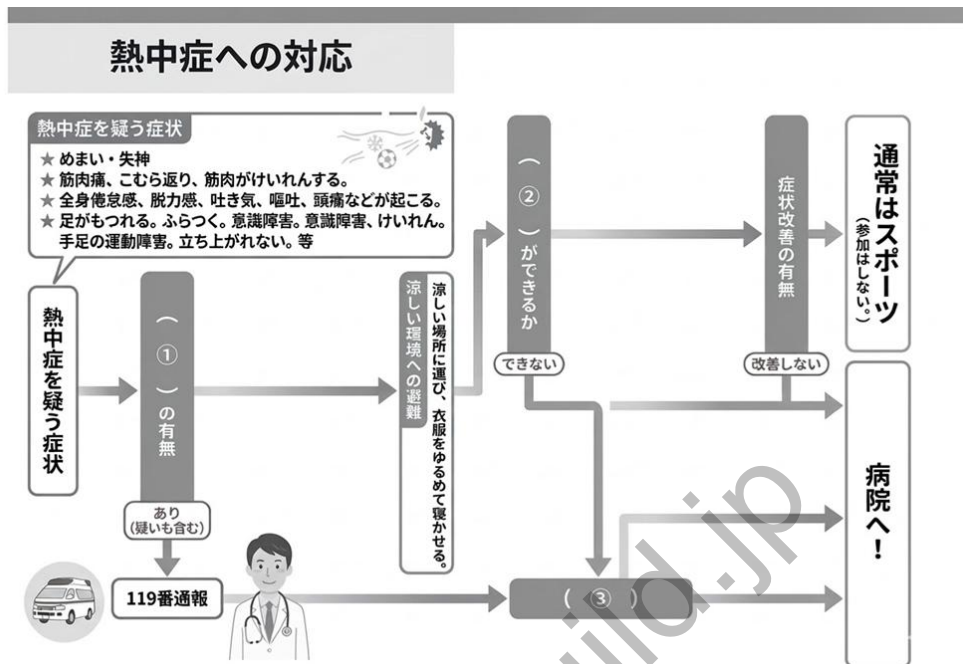 熱中症への対応
熱中症を疑う症状
★ めまい・失神
★ 筋肉痛、こむら返り、筋肉がけいれんする。
★ 全身倦怠感、脱力感、吐き気、嘔吐、頭痛などが起こる。
★ 足がもつれる。ふらつく。意識障害。意識障害、けいれん。
手足の運動障害。立ち上がれない。等
熱中症を疑う症状
( ① )の有無
あり
(疑いも含む)
119番通報
涼しい環境への避難
涼しい場所に運び、衣服をゆるめて寝かせる。
( ② )ができるか
できない
( ③ )
症状改善の有無
改善しない
通常はスポーツ
(参加はしない。)
病院へ!
ild.jp